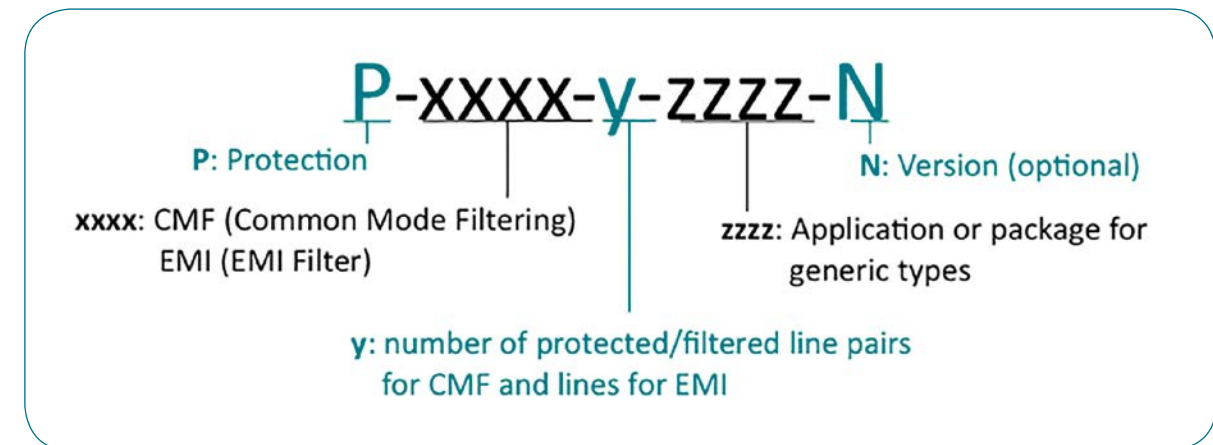 P-xxxx-y-zzzz-N
P: Protection
N: Version (optional)
xxxx: CMF (Common Mode Filtering)
EMI (EMI Filter)
zzzz: Application or package for
generic types
y: number of protected/filtered line pairs
for CMF and lines for EMI